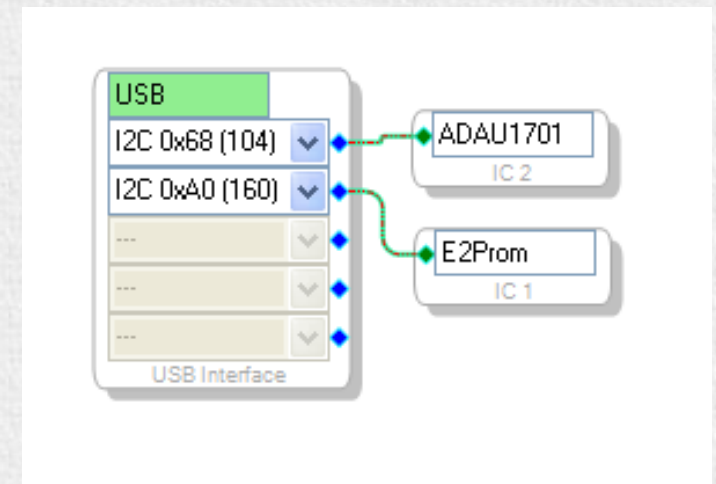 USB
I2C 0x68 (104)
ADAU1701
IC 2
I2C 0xA0 (160)
---
E2Prom
IC 1
---
---
USB Interface